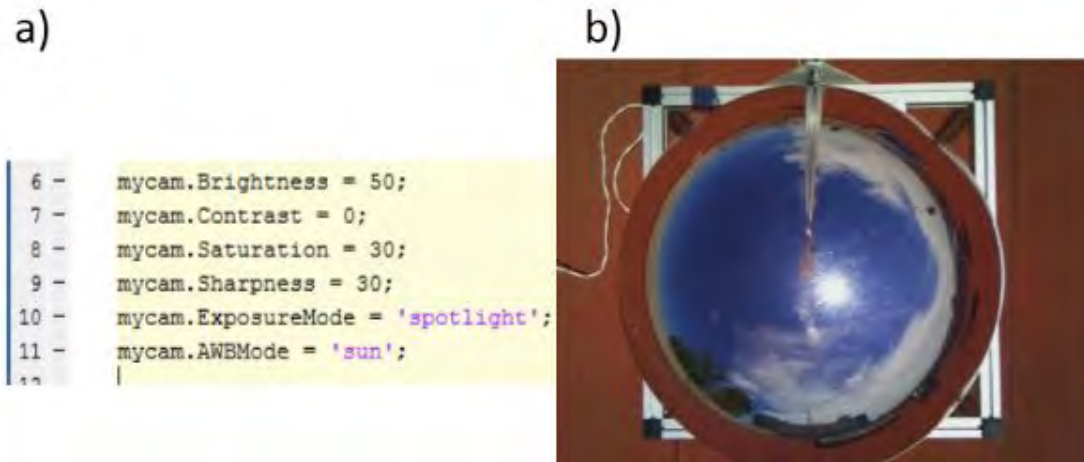 a)
b)
6 - mycam.Brightness = 50;
7 - mycam.Contrast = 0;
8 - mycam.Saturation = 30;
9 - mycam.Sharpness = 30;
10 - mycam.ExposureMode = 'spotlight';
11 - mycam.AWBMode = 'sun';
12